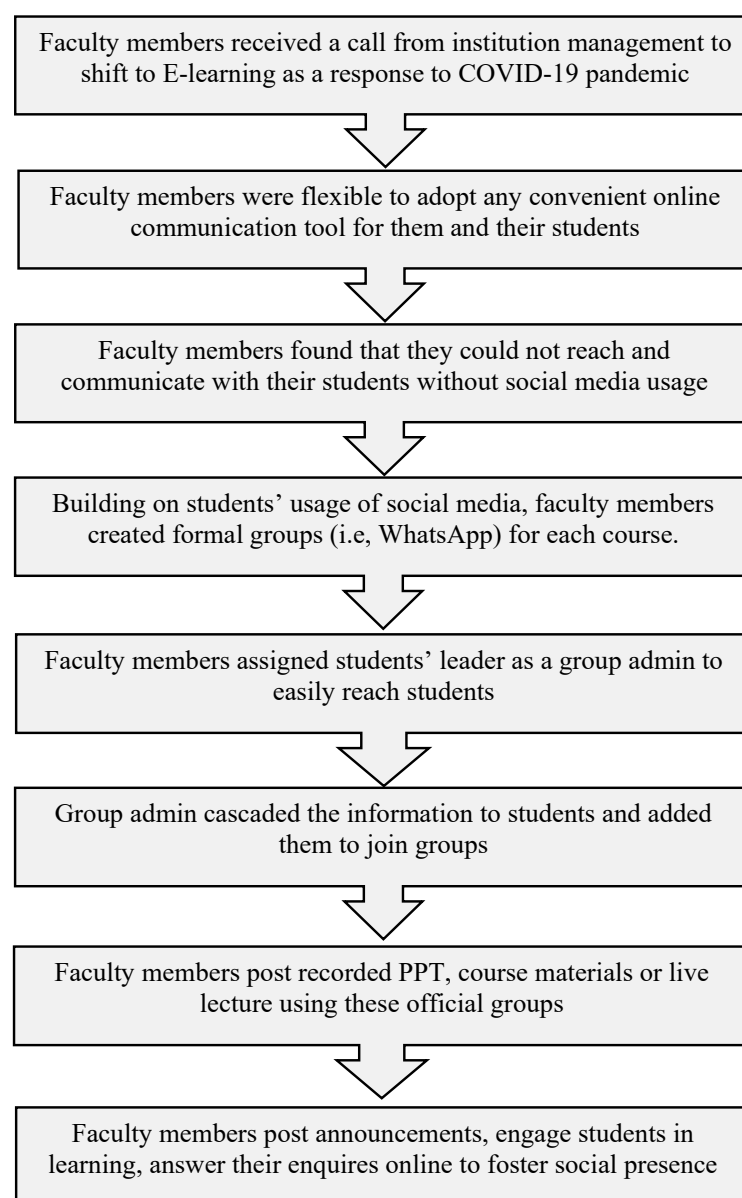 Faculty members received a call from institution management to
shift to E-learning as a response to COVID-19 pandemic
Faculty members were flexible to adopt any convenient online
communication tool for them and their students
Faculty members found that they could not reach and
communicate with their students without social media usage
Building on students’ usage of social media, faculty members
created formal groups (i.e, WhatsApp) for each course.
Faculty members assigned students’ leader as a group admin to
easily reach students
Group admin cascaded the information to students and added
them to join groups
Faculty members post recorded PPT, course materials or live
lecture using these official groups
Faculty members post announcements, engage students in
learning, answer their enquires online to foster social presence